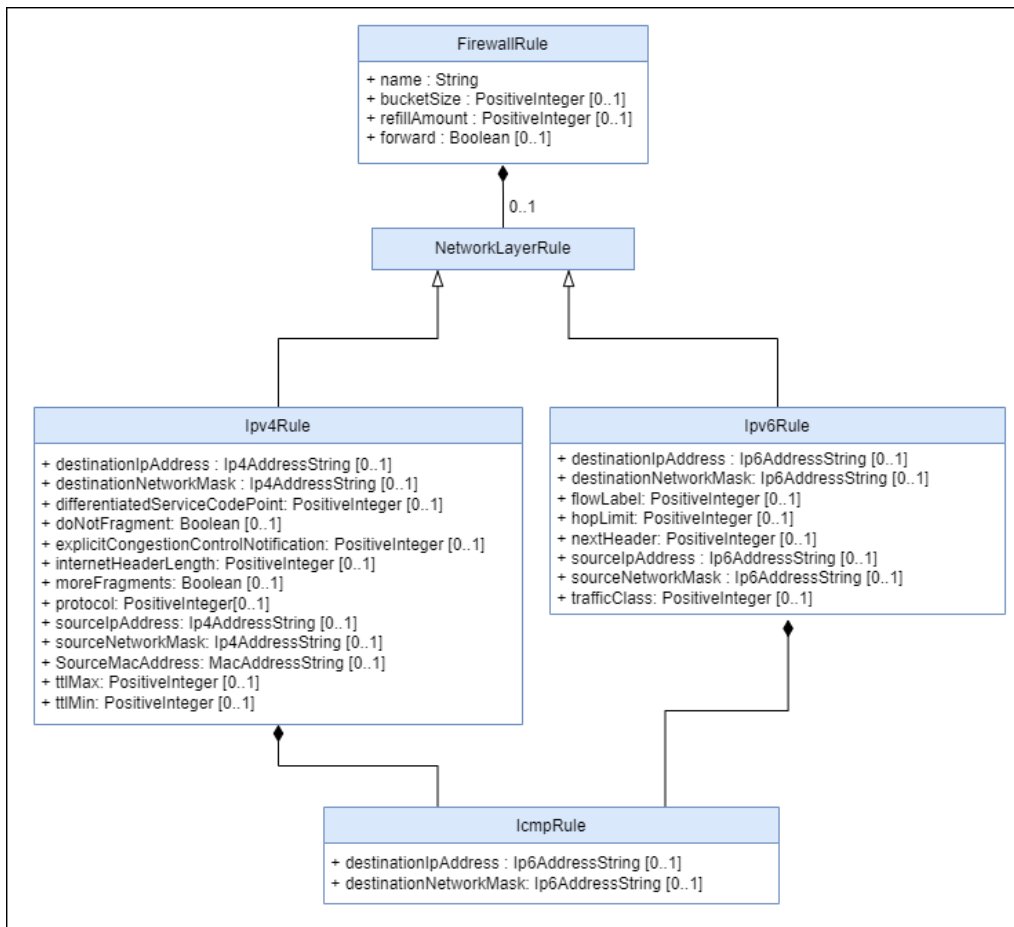 FirewallRule
+ name : String
+ bucketSize : PositiveInteger [0..1]
+ refillAmount : PositiveInteger [0..1]
+ forward : Boolean [0..1]
0..1
NetworkLayerRule
Ipv4Rule
+ destinationIpAddress : Ip4AddressString [0..1]
+ destinationNetworkMask : Ip4AddressString [0..1]
+ differentiatedServiceCodePoint: PositiveInteger [0..1]
+ doNotFragment: Boolean [0..1]
+ explicitCongestionControlNotification: PositiveInteger [0..1]
+ internetHeaderLength: PositiveInteger [0..1]
+ moreFragments: Boolean [0..1]
+ protocol: PositiveInteger[0..1]
+ sourceIpAddress: Ip4AddressString [0..1]
+ sourceNetworkMask: Ip4AddressString [0..1]
+ SourceMacAddress: MacAddressString [0..1]
+ ttlMax: PositiveInteger [0..1]
+ ttlMin: PositiveInteger [0..1]
Ipv6Rule
+ destinationIpAddress : Ip6AddressString [0..1]
+ destinationNetworkMask: Ip6AddressString [0..1]
+ flowLabel: PositiveInteger [0..1]
+ hopLimit: PositiveInteger [0..1]
+ nextHeader: PositiveInteger [0..1]
+ sourceIpAddress : Ip6AddressString [0..1]
+ sourceNetworkMask : Ip6AddressString [0..1]
+ trafficClass: PositiveInteger [0..1]
IcmpRule
+ destinationIpAddress : Ip6AddressString [0..1]
+ destinationNetworkMask: Ip6AddressString [0..1]